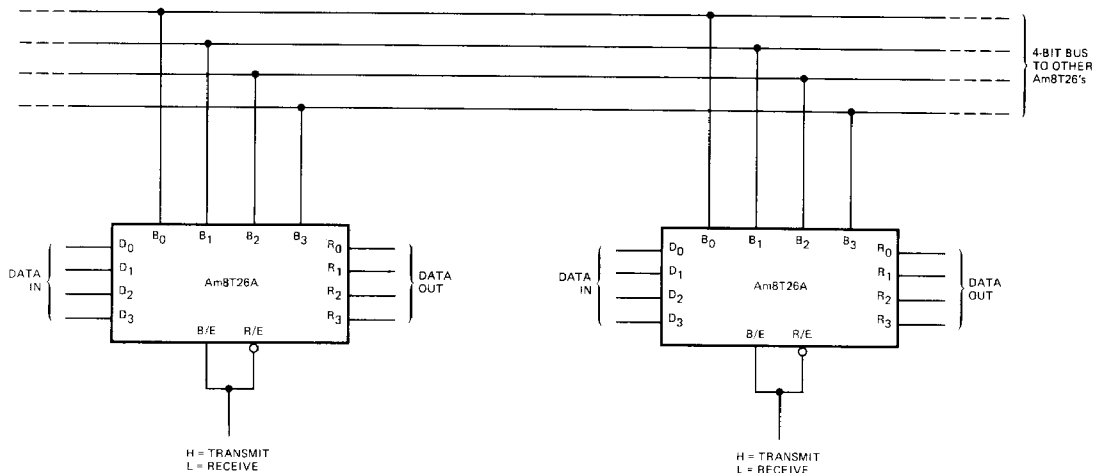 4-BIT BUS
TO OTHER
Am8T26's
B0 B1 B2 B3
D0
D1
D2
D3
DATA
IN
Am8T26A
R0
R1
R2
R3
DATA
OUT
B/E R/E
H = TRANSMIT
L = RECEIVE
B0 B1 B2 B3
D0
D1
D2
D3
DATA
IN
Am8T26A
R0
R1
R2
R3
DATA
OUT
B/E R/E
H = TRANSMIT
L = RECEIVE